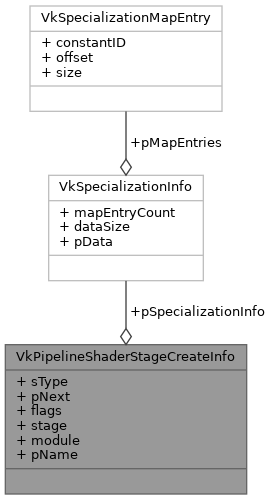 VkSpecializationMapEntry
+ constantID
+ offset
+ size
+pMapEntries
VkSpecializationInfo
+ mapEntryCount
+ dataSize
+ pData
+pSpecializationInfo
VkPipelineShaderStageCreateInfo
+ sType
+ pNext
+ flags
+ stage
+ module
+ pName